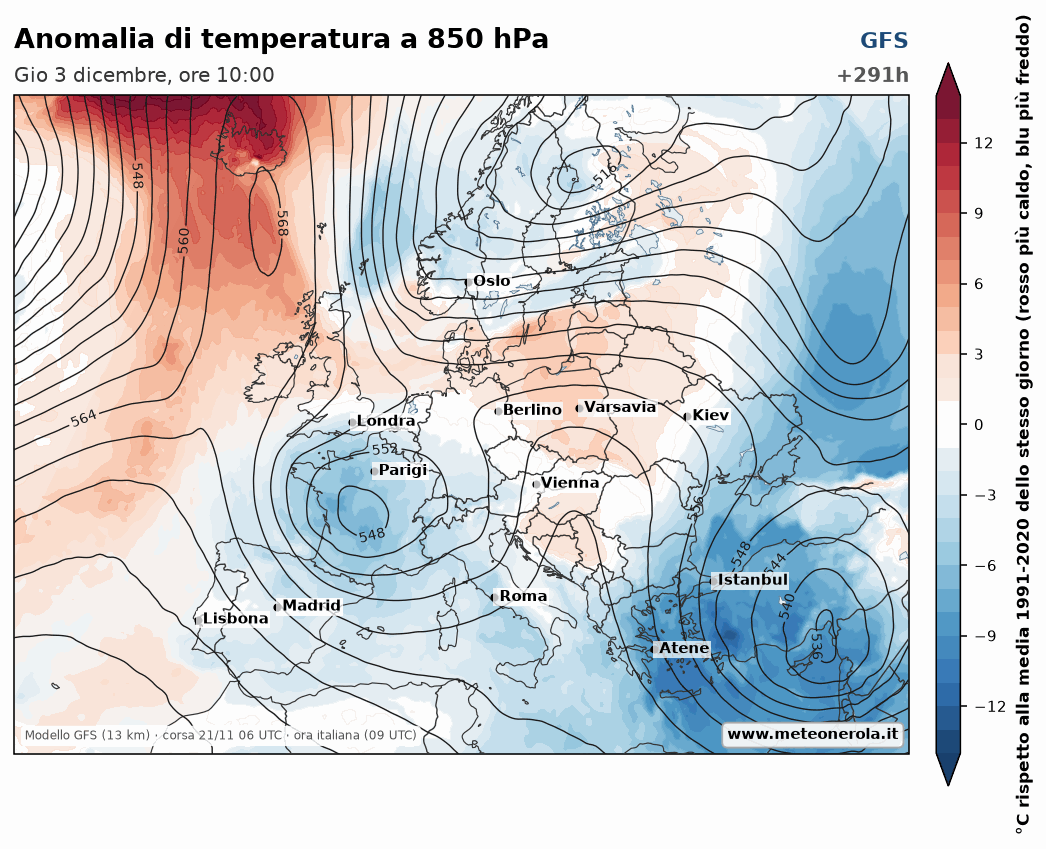 Anomalia di temperatura a 850 hPa
GFS
Gio 3 dicembre, ore 10:00
+291h
548
560
568
516
564
552
548
556
548
544
540
536
Oslo
Londra
Parigi
Berlino
Varsavia
Kiev
Vienna
Madrid
Lisbona
Roma
Istanbul
Atene
Modello GFS (13 km) · corsa 21/11 06 UTC · ora italiana (09 UTC)
www.meteonerola.it
12
9
6
3
0
−3
−6
−9
−12
°C rispetto alla media 1991-2020 dello stesso giorno (rosso più caldo, blu più freddo)